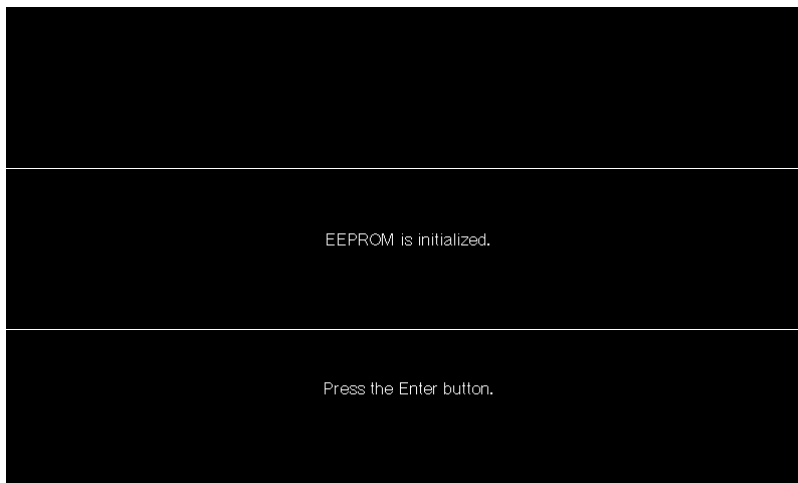 EEPROM is initialized.
Press the Enter button.